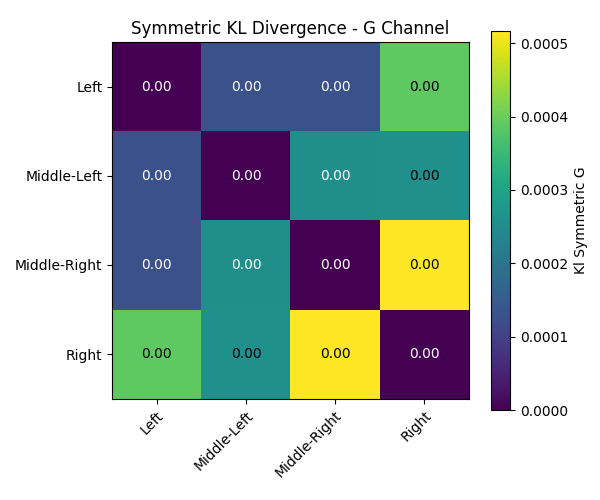 Symmetric KL Divergence - G Channel
Left 0.00 0.00 0.00 0.00
Middle-Left 0.00 0.00 0.00 0.00
Middle-Right 0.00 0.00 0.00 0.00
Right 0.00 0.00 0.00 0.00
Left Middle-Left Middle-Right Right
0.0005
0.0004
0.0003
0.0002
0.0001
0.0000
Kl Symmetric G